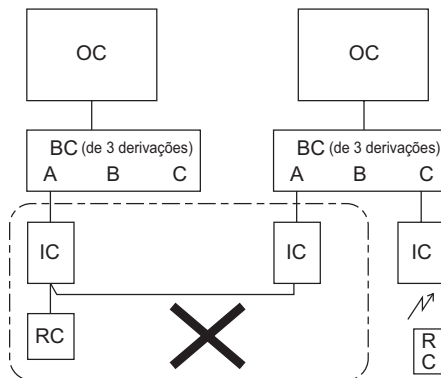 OC
OC
BC (de 3 derivações)
BC (de 3 derivações)
A B C
A B C
IC
IC
IC
RC
R
C